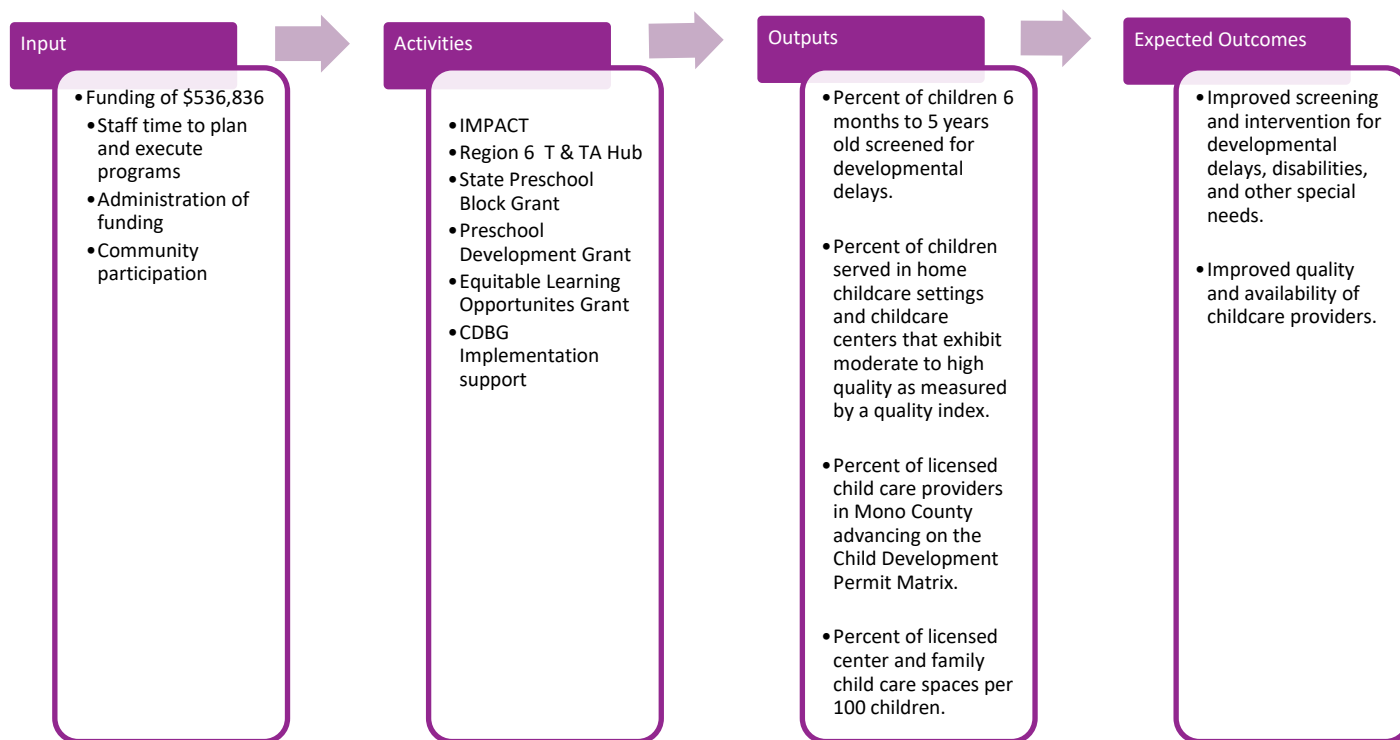 Input
•Funding of $536,836
•Staff time to plan
and execute
programs
•Administration of
funding
•Community
participation
Activities
•IMPACT
•Region 6 T & TA Hub
•State Preschool
Block Grant
•Preschool
Development Grant
•Equitable Learning
Opportunites Grant
•CDBG
Implementation
support
Outputs
•Percent of children 6
months to 5 years
old screened for
developmental
delays.
•Percent of children
served in home
childcare settings
and childcare
centers that exhibit
moderate to high
quality as measured
by a quality index.
•Percent of licensed
child care providers
in Mono County
advancing on the
Child Development
Permit Matrix.
•Percent of licensed
center and family
child care spaces per
100 children.
Expected Outcomes
•Improved screening
and intervention for
developmental
delays, disabilities,
and other special
needs.
•Improved quality
and availability of
childcare providers.